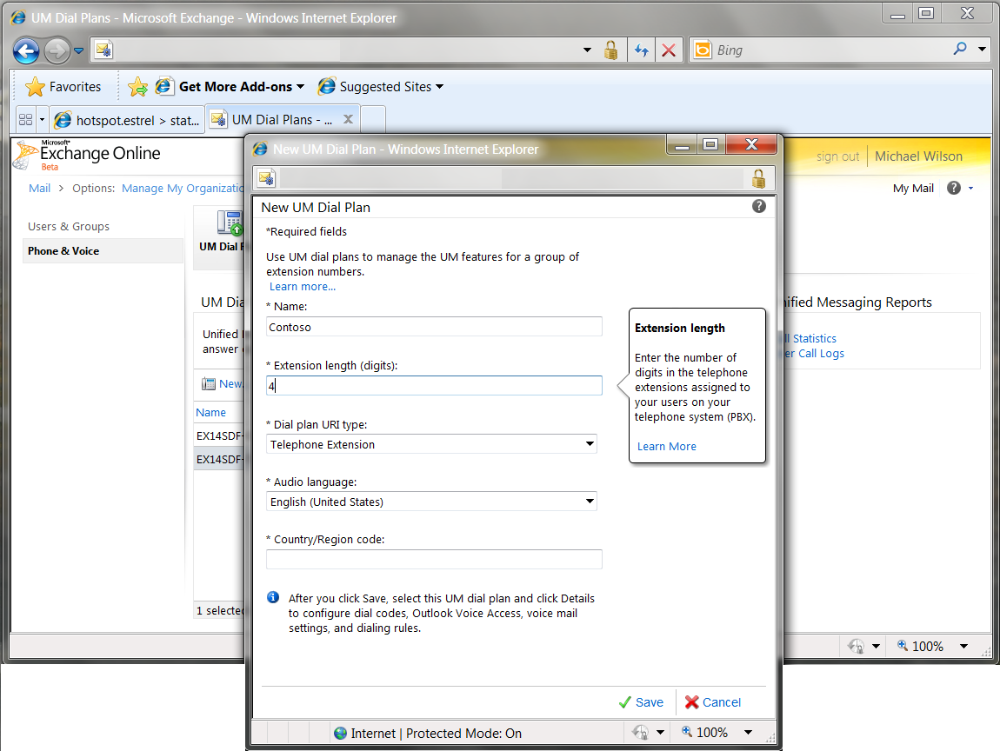 UM Dial Plans - Microsoft Exchange - Windows Internet Explorer
Bing
Favorites
Get More Add-ons
Suggested Sites
hotspot.estrel > stat...
UM Dial Plans - ...
Microsoft
Exchange Online
Beta
sign out
Michael Wilson
Mail > Options: Manage My Organizatio
My Mail
Users & Groups
Phone & Voice
UM Dial
UM Dia
Unified
answer
New.
Name
EX14SDF-
EX14SDF-
1 selected
ified Messaging Reports
ll Statistics
er Call Logs
100%
New UM Dial Plan - Windows Internet Explorer
New UM Dial Plan
*Required fields
Use UM dial plans to manage the UM features for a group of
extension numbers.
Learn more...
* Name:
Contoso
* Extension length (digits):
4
* Dial plan URI type:
Telephone Extension
* Audio language:
English (United States)
* Country/Region code:
After you click Save, select this UM dial plan and click Details
to configure dial codes, Outlook Voice Access, voice mail
settings, and dialing rules.
Extension length
Enter the number of
digits in the telephone
extensions assigned to
your users on your
telephone system (PBX).
Learn More
Save
Cancel
Internet | Protected Mode: On
100%